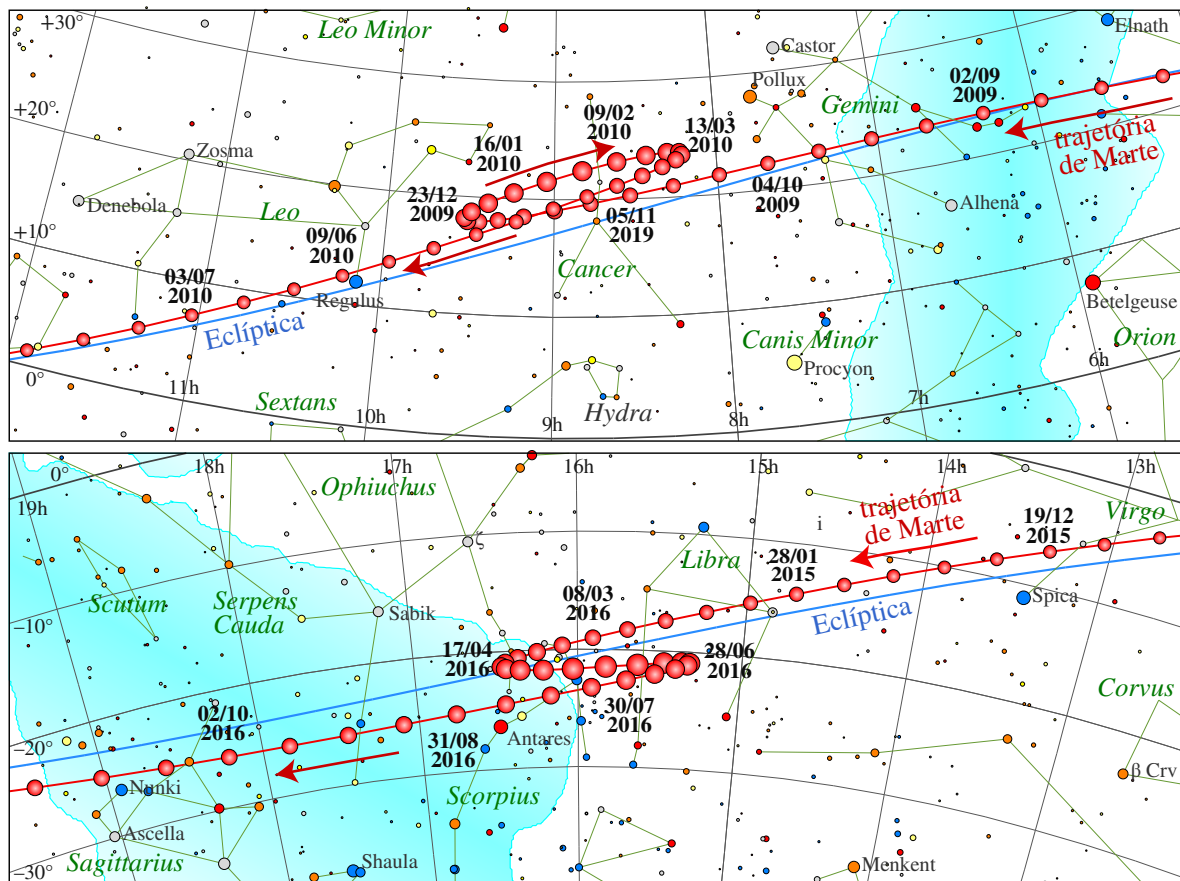 +30°
Leo Minor
Elnath
Castor
Pollux
02/09
2009
Gemini
+20°
09/02
2010
13/03
2010
16/01
2010
trajetória
de Marte
Zosma
Denebola
Leo
23/12
2009
04/10
2009
Alhena
05/11
2019
+10°
09/06
2010
Cancer
03/07
2010
Regulus
Betelgeuse
Eclíptica
Canis Minor
Orion
Procyon
0°
11h
6h
7h
Sextans
10h
Hydra
9h
8h
0°
18h
17h
16h
15h
14h
13h
19h
Ophiuchus
trajetória
de Marte
19/12
2015
Virgo
i
ζ
Libra
28/01
2015
08/03
2016
Scutum
Serpens
Cauda
Sabik
Spica
Eclíptica
−10°
17/04
2016
28/06
2016
Corvus
02/10
2016
30/07
2016
Antares
31/08
2016
−20°
β Crv
Nunki
Scorpius
Ascella
Sagittarius
Shaula
Menkent
−30°